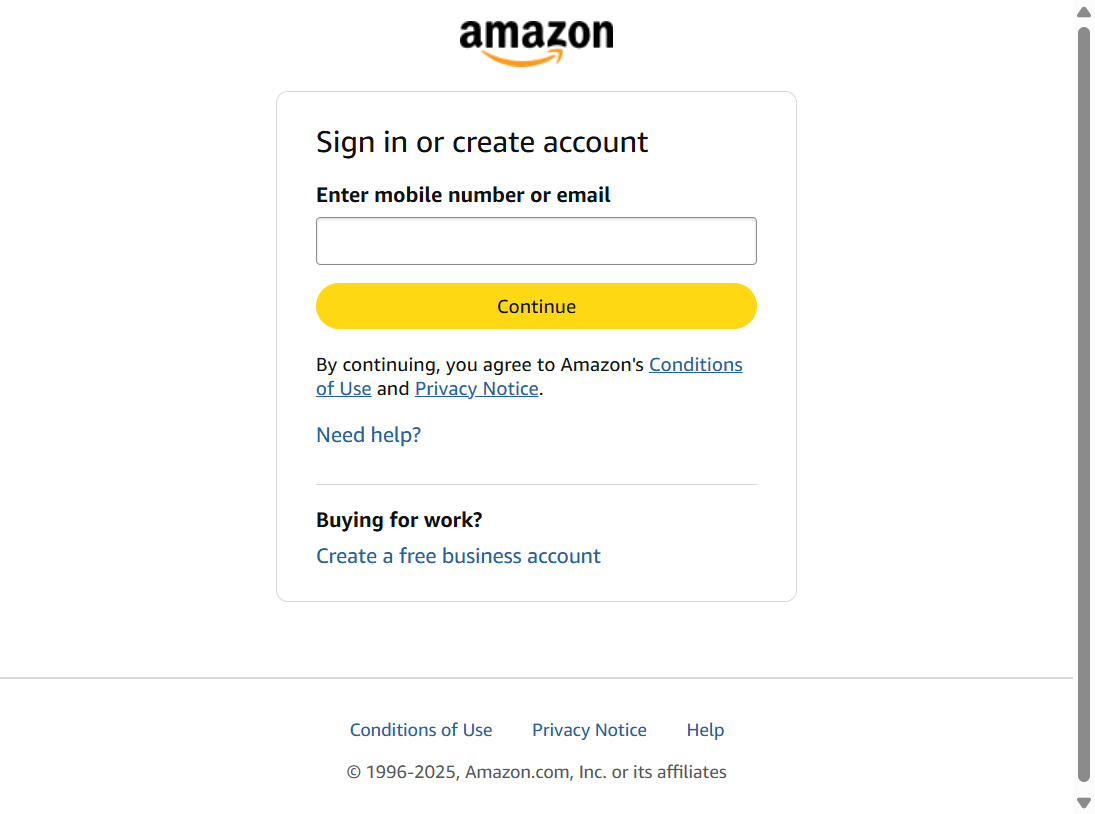 amazon
Sign in or create account
Enter mobile number or email
Continue
By continuing, you agree to Amazon's Conditions
of Use and Privacy Notice.
Need help?
Buying for work?
Create a free business account
Conditions of Use Privacy Notice Help
© 1996-2025, Amazon.com, Inc. or its affiliates